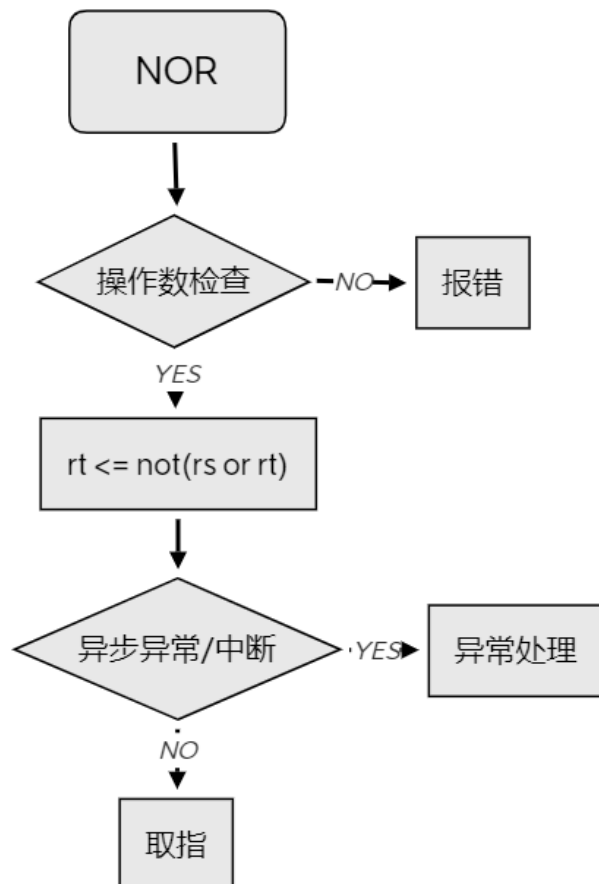 NOR
操作数检查
NO
报错
YES
rt <= not(rs or rt)
异步异常/中断
YES
异常处理
NO
取指